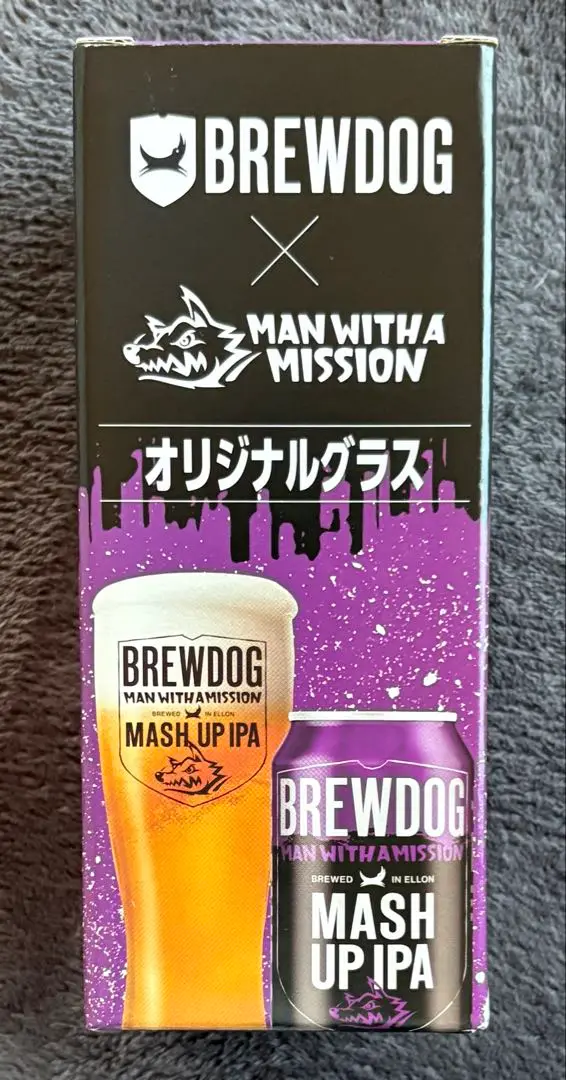 BREWDOG
MAN WITH A
MISSION
オリジナルグラス
BREWDOG
MAN WITH A MISSION
BREWED IN ELLON
MASH UP IPA
BREWDOG
MAN WITH A MISSION
BREWED IN ELLON
MASH
UP IPA